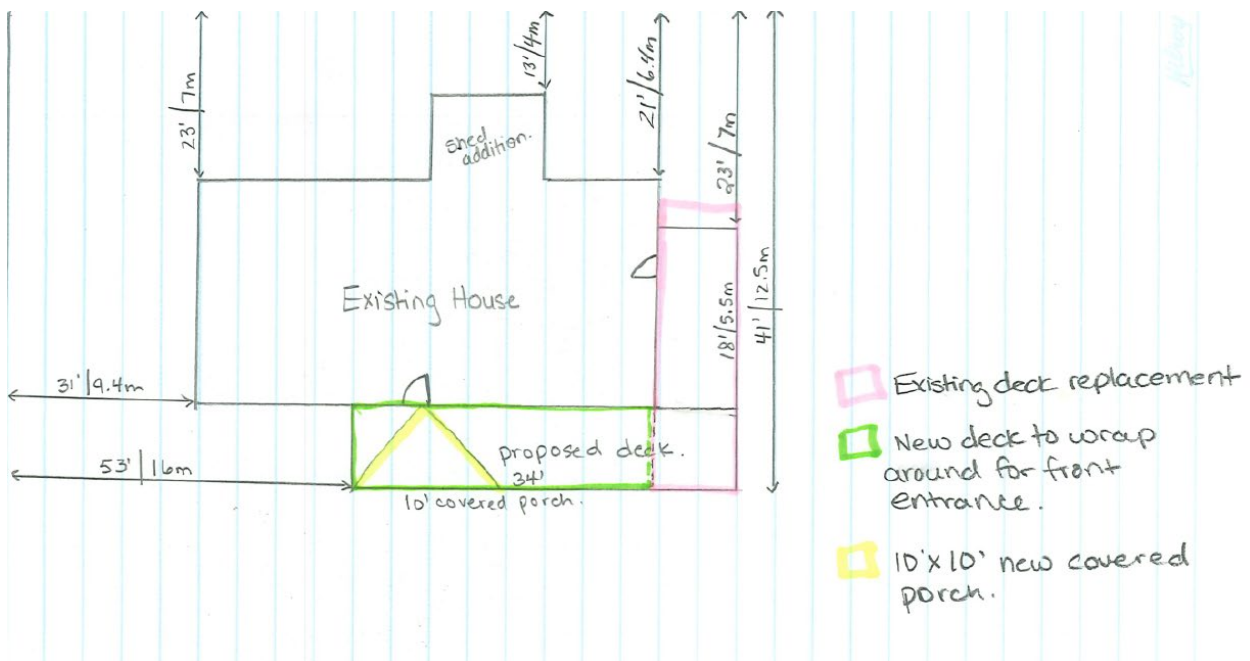 23' / 7m
13'/4m
21' / 6.4m
23' / 7m
shed
addition.
Existing House
18'/5.5m
41' / 12.5m
31' / 9.4m
53' / 16m
proposed deck.
34'
10' covered porch.
Existing deck replacement
New deck to wrap
around for front
entrance.
10'x10' new covered
porch.